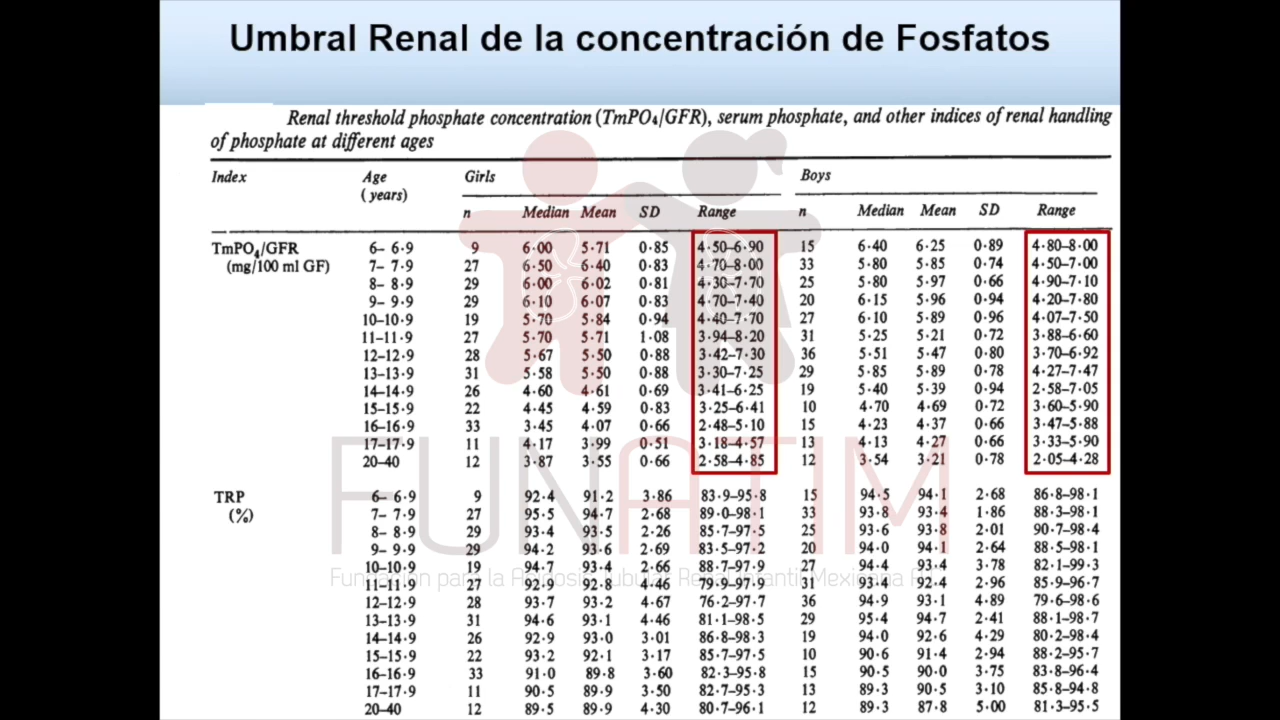 Umbral Renal de la concentración de Fosfatos
Renal threshold phosphate concentration (TmPO₄/GFR), serum phosphate, and other indices of renal handling
of phosphate at different ages
Index Age Girls Boys
(years)
n Median Mean SD Range n Median Mean SD Range
TmPO₄/GFR 6– 6·9 9 6·00 5·71 0·85 4·50–6·90 15 6·40 6·25 0·89 4·80–8·00
(mg/100 ml GF) 7– 7·9 27 6·50 6·40 0·83 4·70–8·00 33 5·80 5·85 0·74 4·50–7·00
8– 8·9 29 6·00 6·02 0·81 4·30–7·70 25 5·80 5·97 0·66 4·90–7·10
9– 9·9 29 6·10 6·07 0·83 4·70–7·40 20 6·15 5·96 0·94 4·20–7·80
10–10·9 19 5·70 5·84 0·94 4·40–7·70 27 6·10 5·89 0·96 4·07–7·50
11–11·9 27 5·70 5·71 1·08 3·94–8·20 31 5·25 5·21 0·72 3·88–6·60
12–12·9 28 5·67 5·50 0·88 3·42–7·30 36 5·51 5·47 0·80 3·70–6·92
13–13·9 31 5·58 5·50 0·88 3·30–7·25 29 5·85 5·89 0·78 4·27–7·47
14–14·9 26 4·60 4·61 0·69 3·41–6·25 19 5·40 5·39 0·94 2·58–7·05
15–15·9 22 4·45 4·59 0·83 3·25–6·41 10 4·70 4·69 0·72 3·60–5·90
16–16·9 33 3·45 4·07 0·66 2·48–5·10 15 4·23 4·37 0·66 3·47–5·88
17–17·9 11 4·17 3·99 0·51 3·18–4·57 13 4·13 4·27 0·66 3·33–5·90
20–40 12 3·87 3·55 0·66 2·58–4·85 12 3·54 3·21 0·78 2·05–4·28
FUNATIM
TRP 6– 6·9 9 92·4 91·2 3·86 83·9–95·8 15 94·5 94·1 2·68 86·8–98·1
(%) 7– 7·9 27 95·5 94·7 2·68 89·0–98·1 33 93·8 93·4 1·86 88·3–98·1
8– 8·9 29 93·4 93·5 2·26 85·7–97·5 25 93·6 93·8 2·01 90·7–98·4
9– 9·9 29 94·2 93·6 2·69 83·5–97·2 20 94·0 94·1 2·64 88·5–98·1
10–10·9 19 94·7 93·4 2·66 88·7–97·9 27 94·4 93·4 3·78 82·1–99·3
Fundación para la Acidosis Tubular Renal Infantil Mexicana
11–11·9 27 92·9 92·8 4·46 79·9–97·9 31 93·4 92·4 2·96 85·9–96·7
12–12·9 28 93·7 93·2 4·67 76·2–97·7 36 94·9 93·1 4·89 79·6–98·6
13–13·9 31 94·6 93·1 4·46 81·1–98·5 29 95·4 94·7 2·41 88·1–98·7
14–14·9 26 92·9 93·0 3·01 86·8–98·3 19 94·0 92·6 4·29 80·2–98·4
15–15·9 22 93·2 92·1 3·17 85·7–97·5 10 90·6 91·4 2·94 88·2–95·7
16–16·9 33 91·0 89·8 3·60 82·3–95·8 15 90·5 90·0 3·75 83·8–96·4
17–17·9 11 90·5 89·9 3·50 82·7–95·3 13 89·3 90·5 3·10 85·8–94·8
20–40 12 89·5 89·9 4·30 80·7–96·1 12 89·3 87·8 5·00 81·3–95·5